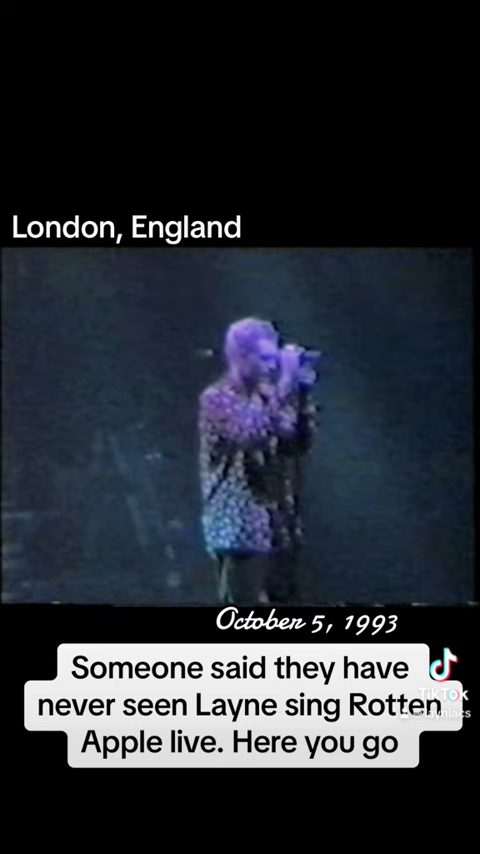 London, England
October 5, 1993
Someone said they have
never seen Layne sing Rotten
Apple live. Here you go
TikTok